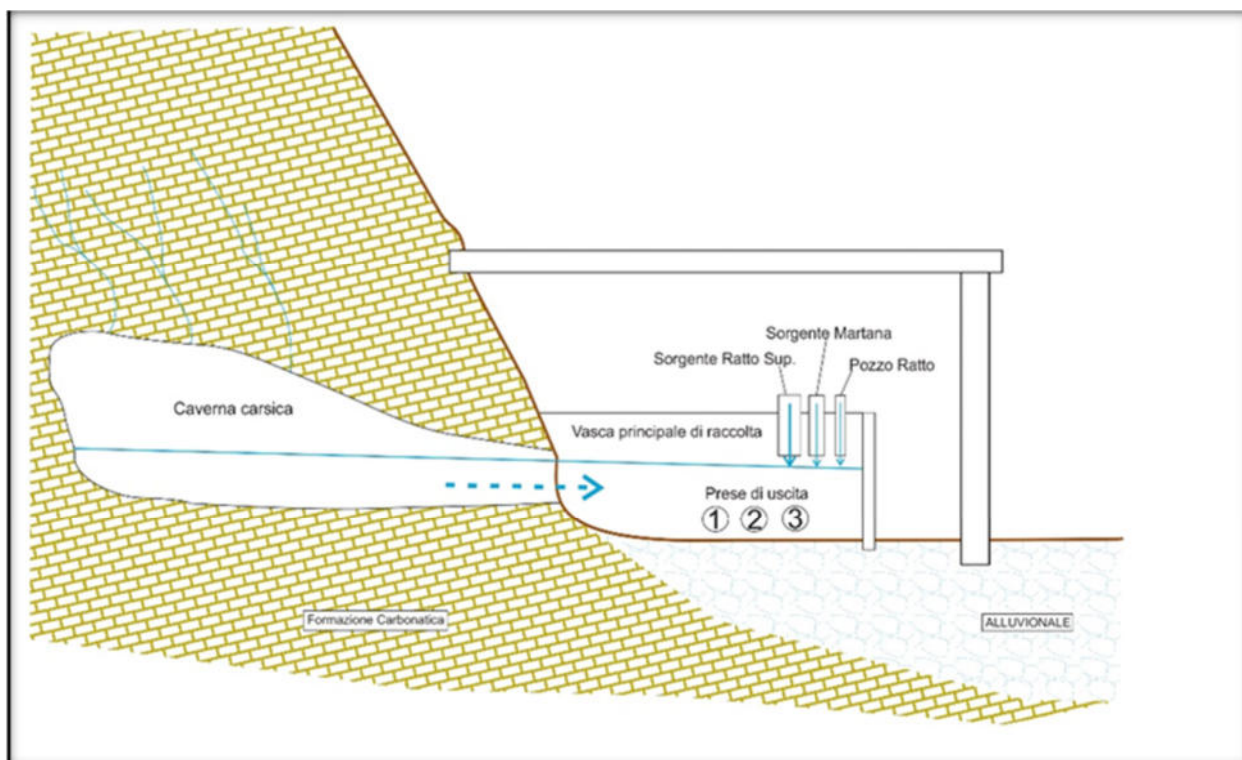 Sorgente Martana
Sorgente Ratto Sup.
Pozzo Ratto
Caverna carsica
Vasca principale di raccolta
Prese di uscita
1 2 3
Formazione Carbonatica
ALLUVIONALE